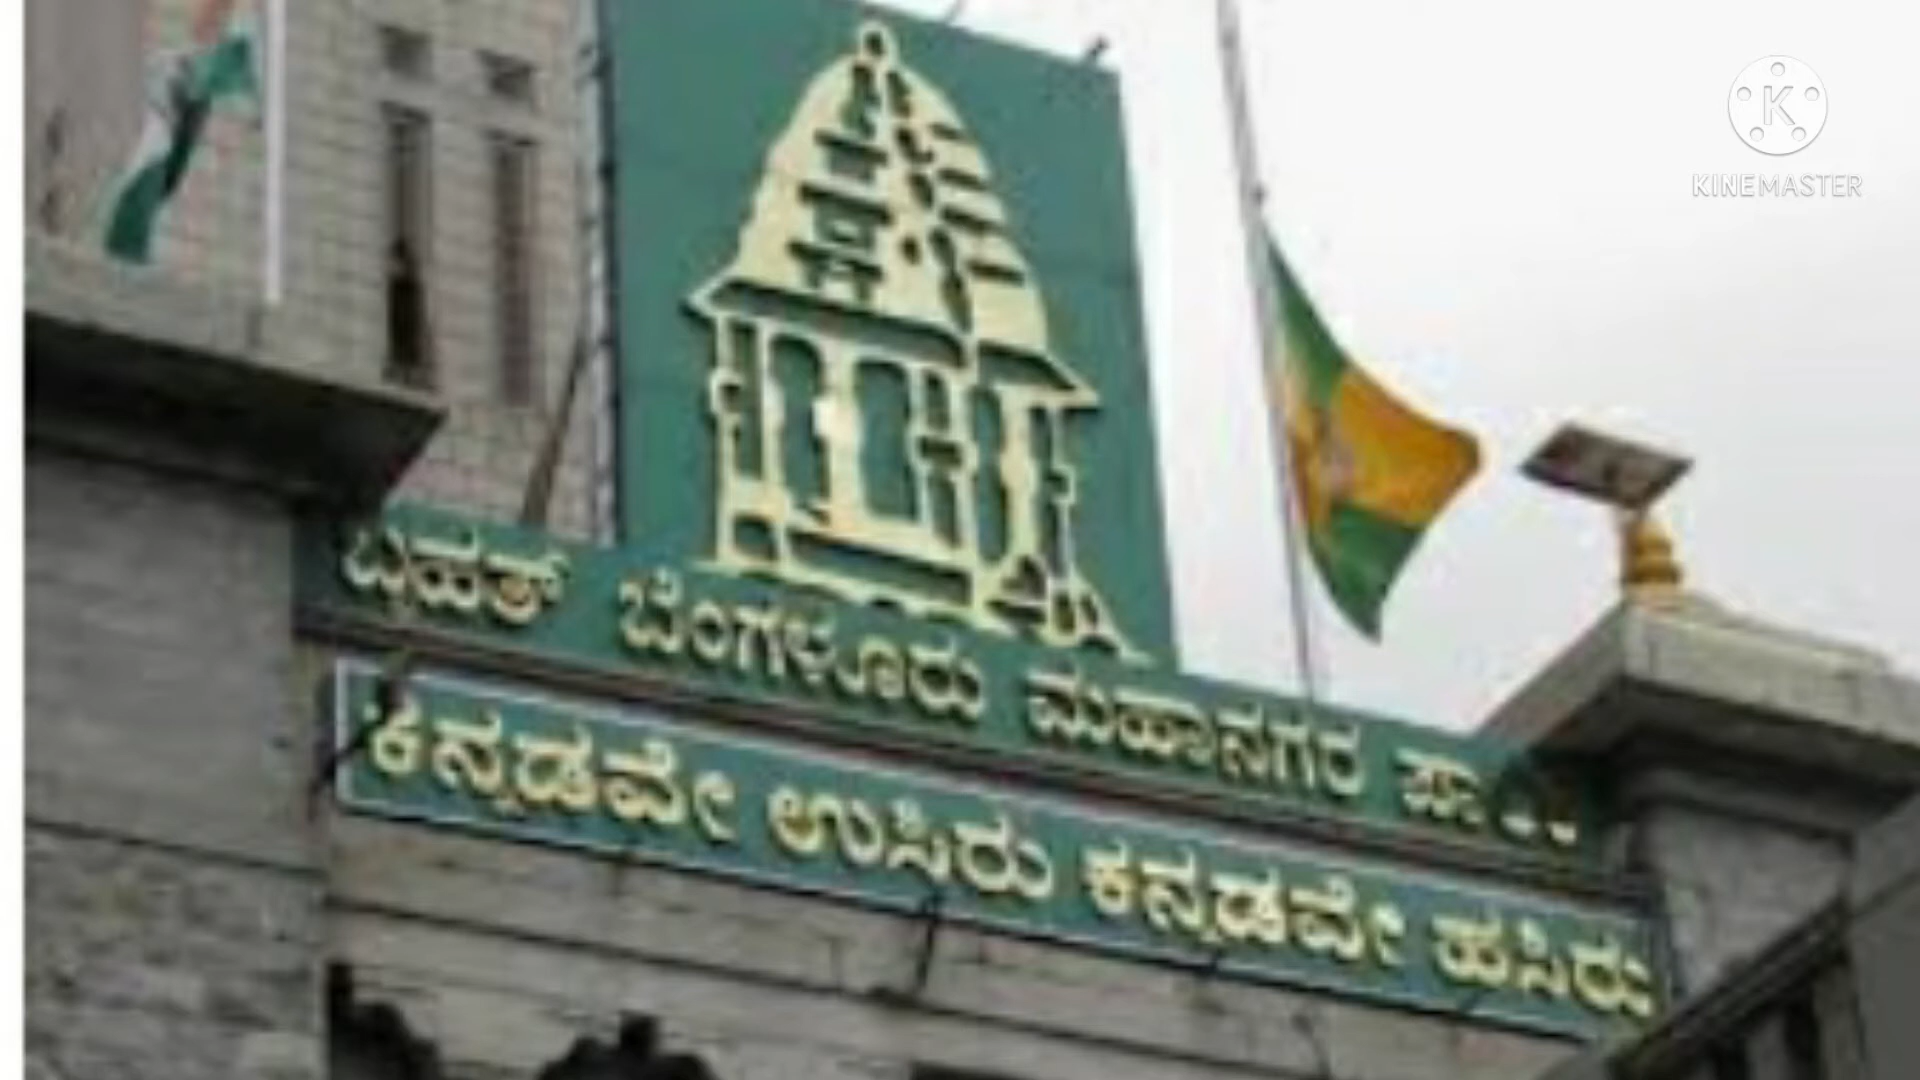 ಬೃಹತ್ ಬೆಂಗಳೂರು ಮಹಾನಗರ
ಕನ್ನಡವೇ ಉಸಿರು ಕನ್ನಡವೇ ಹಸಿರು
K
KINEMASTER